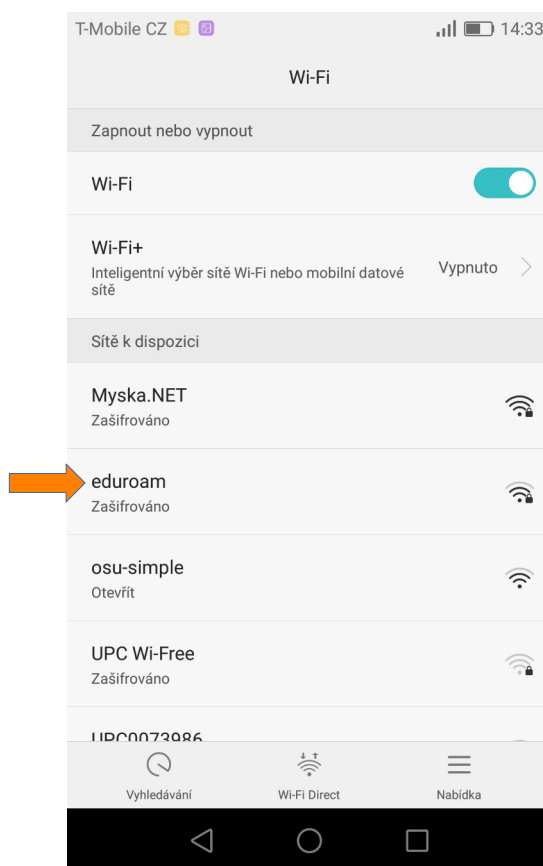 T-Mobile CZ 14:33
Wi-Fi
Zapnout nebo vypnout
Wi-Fi
Wi-Fi+
Inteligentní výběr sítě Wi-Fi nebo mobilní datové
sítě
Vypnuto
Sítě k dispozici
Myska.NET
Zašifrováno
eduroam
Zašifrováno
osu-simple
Otevřít
UPC Wi-Free
Zašifrováno
UPC0073986
Vyhledávání Wi-Fi Direct Nabídka